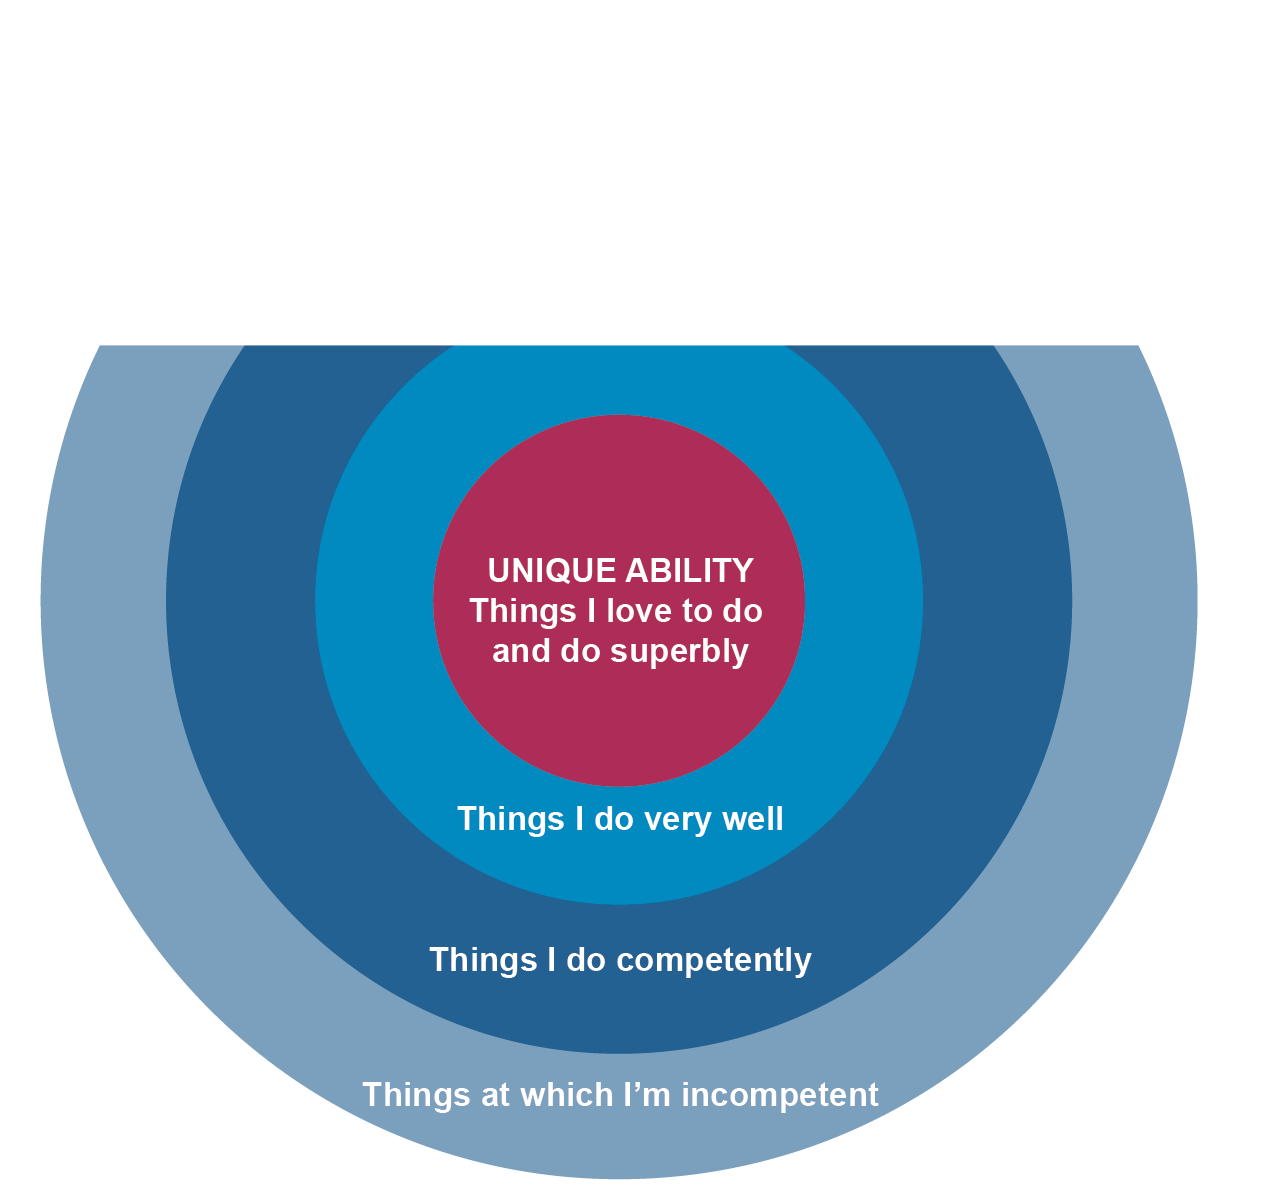 UNIQUE ABILITY
Things I love to do
and do superbly
Things I do very well
Things I do competently
Things at which I’m incompetent